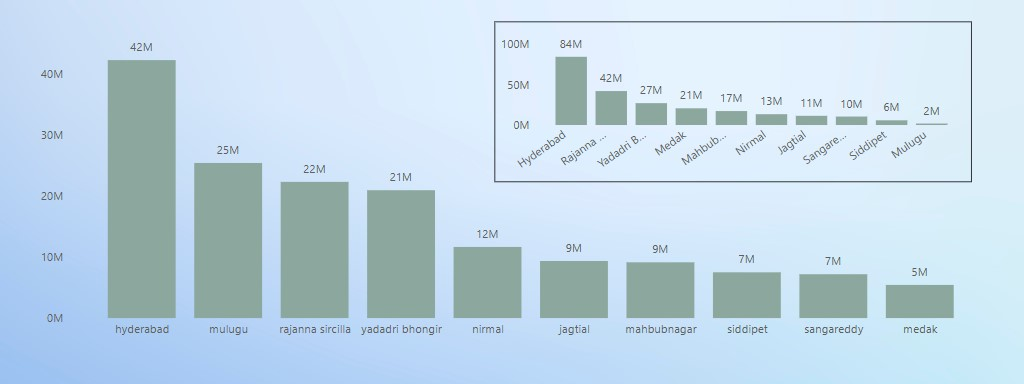 42M
40M
25M
30M
22M
21M
20M
12M
10M
9M
9M
7M
7M
5M
0M
hyderabad mulugu rajanna sircilla yadadri bhongir nirmal jagtial mahbubnagar siddipet sangareddy medak
100M
84M
50M
42M
27M
21M
17M
13M
11M
10M
6M
2M
0M
Hyderabad
Rajanna ...
Yadadri B...
Medak
Mahbub...
Nirmal
Jagtial
Sangare...
Siddipet
Mulugu